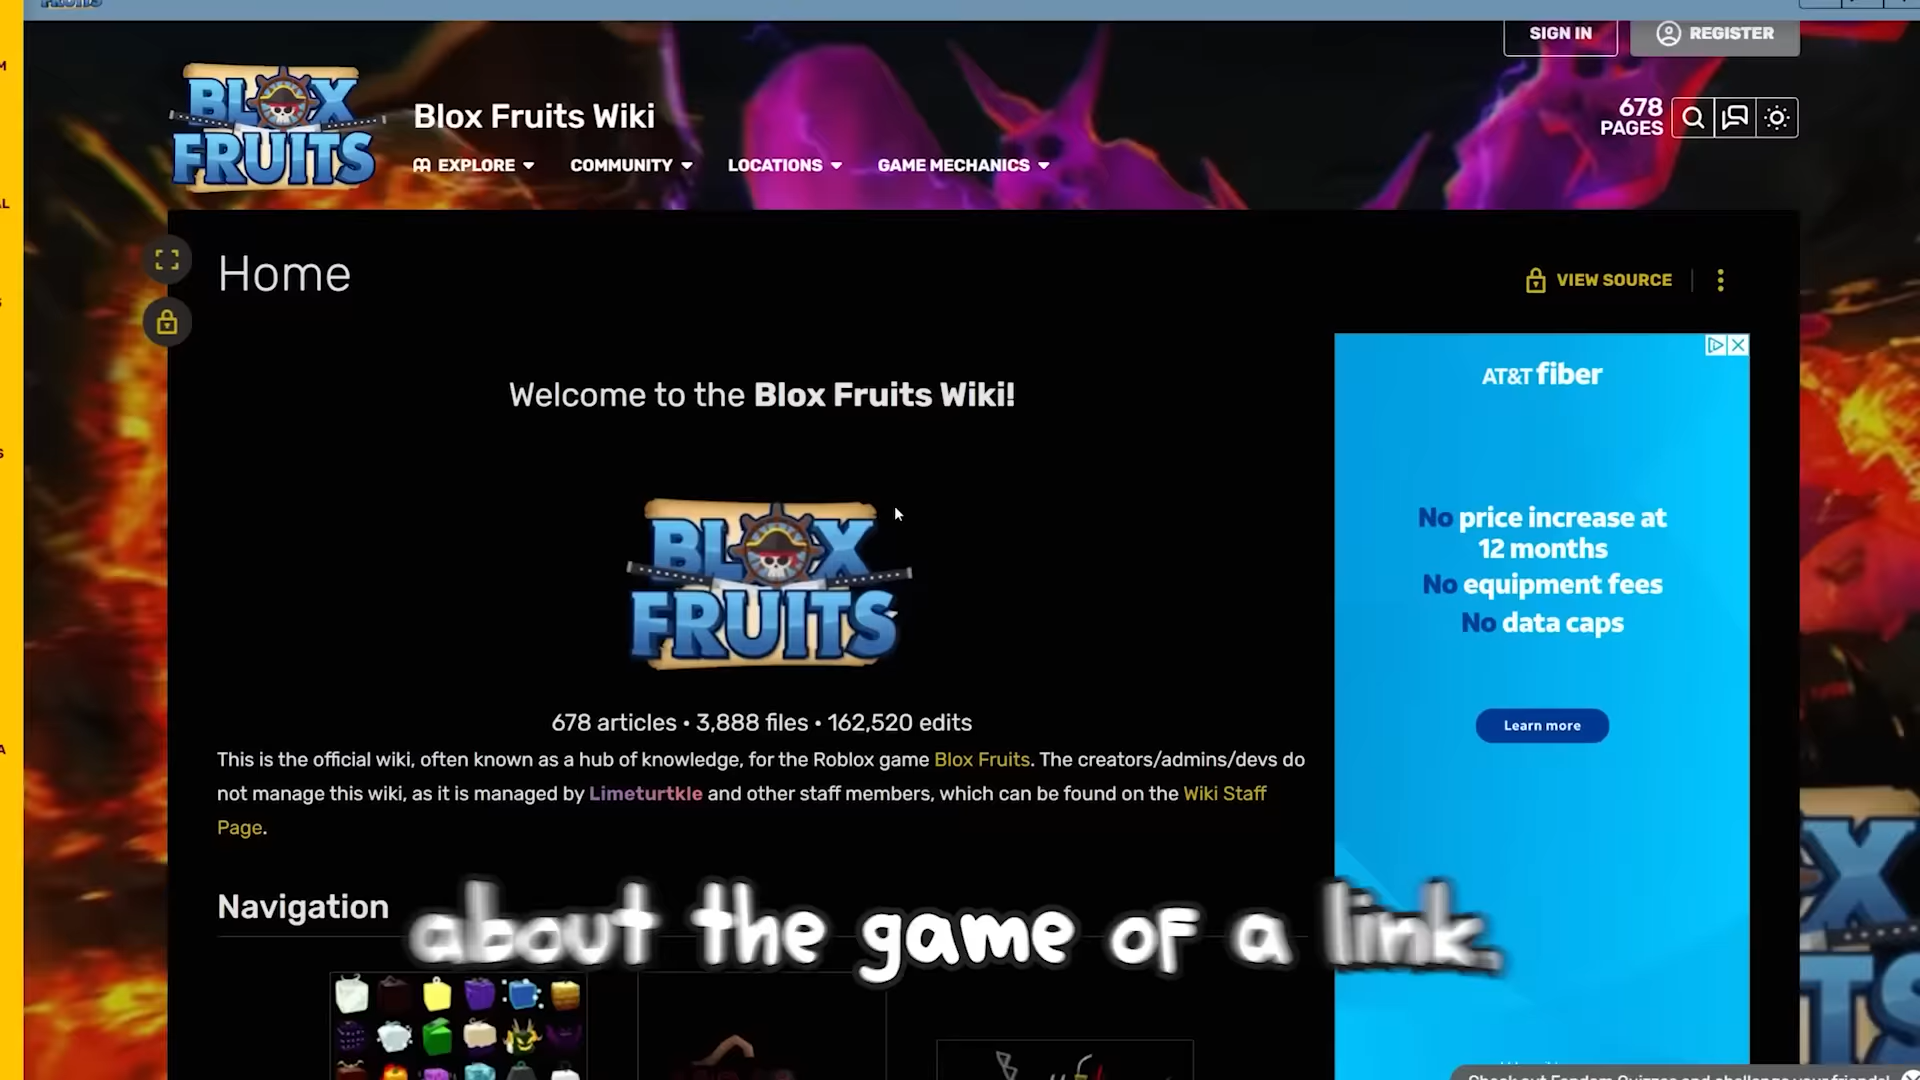 SIGN IN
REGISTER
BLOX
FRUITS
Blox Fruits Wiki
678
PAGES
EXPLORE
COMMUNITY
LOCATIONS
GAME MECHANICS
Home
VIEW SOURCE
Welcome to the Blox Fruits Wiki!
BLOX
FRUITS
678 articles • 3,888 files • 162,520 edits
This is the official wiki, often known as a hub of knowledge, for the Roblox game Blox Fruits. The creators/admins/devs do
not manage this wiki, as it is managed by Limeturtkle and other staff members, which can be found on the Wiki Staff
Page.
Navigation
about the game of a link.
AT&T fiber
No price increase at
12 months
No equipment fees
No data caps
Learn more